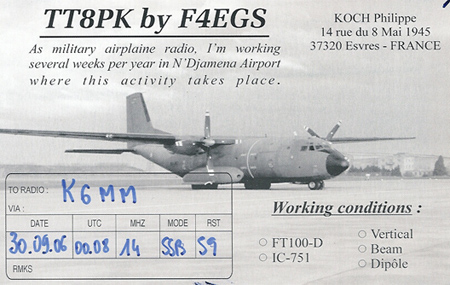 TT8PK by F4EGS
KOCH Philippe
14 rue du 8 Mai 1945
37320 Esvres - FRANCE
As military airplaine radio, I'm working
several weeks per year in N'Djamena Airport
where this activity takes place.
TO RADIO : K6MM
VIA :
DATE UTC MHZ MODE RST
30.09.06 00.08 14 SSB 59
RMKS
Working conditions :
FT100-D
IC-751
Vertical
Beam
Dipôle